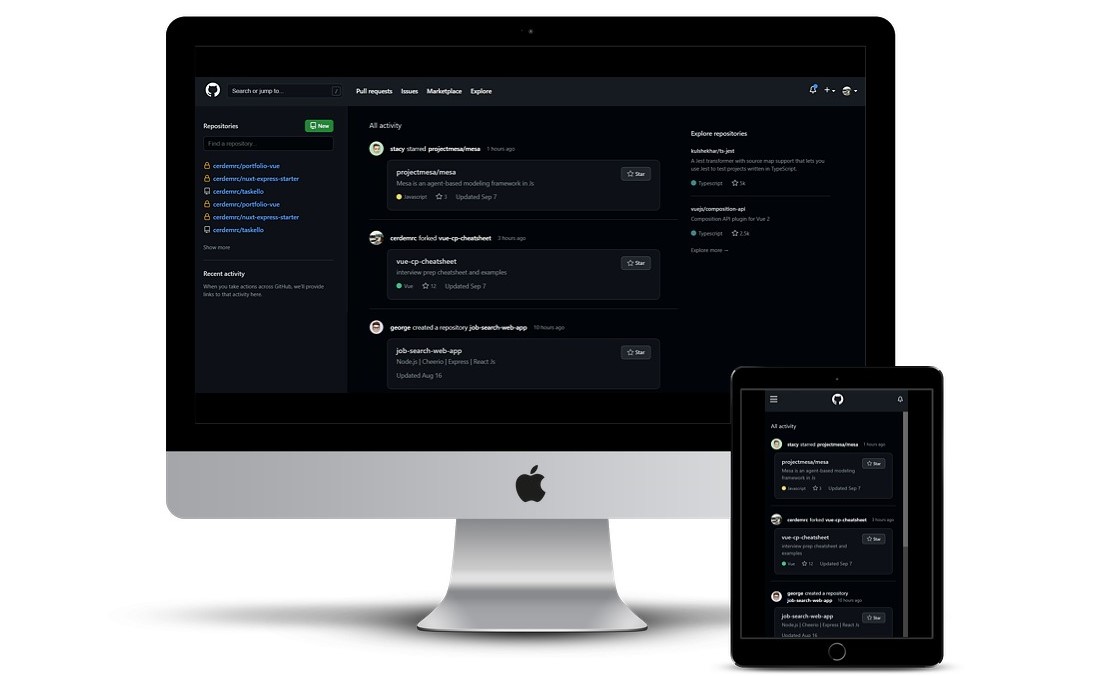 Search or jump to...
/
Pull requests
Issues
Marketplace
Explore
Repositories
New
Find a repository...
cerdemrc/portfolio-vue
cerdemrc/nuxt-express-starter
cerdemrc/taskello
cerdemrc/portfolio-vue
cerdemrc/nuxt-express-starter
cerdemrc/taskello
Show more
Recent activity
When you take actions across GitHub, we'll provide
links to that activity here.
All activity
stacy starred projectmesa/mesa 1 hours ago
projectmesa/mesa
Star
Mesa is an agent-based modeling framework in Js
Javascript 3 Updated Sep 7
cerdemrc forked vue-cp-cheatsheet 3 hours ago
vue-cp-cheatsheet
Star
interview prep cheatsheet and examples
Vue 12 Updated Sep 7
george created a repository job-search-web-app 10 hours ago
job-search-web-app
Star
Node.js | Cheerio | Express | React Js
Updated Aug 16
Explore repositories
kulshekhar/ts-jest
A Jest transformer with source map support that lets you
use Jest to test projects written in TypeScript.
Typescript 5k
vuejs/composition-api
Composition API plugin for Vue 2
Typescript 2.5k
Explore more →
All activity
stacy starred projectmesa/mesa 1 hours ago
projectmesa/mesa
Star
Mesa is an agent-based modeling
framework in Js
Javascript 3 Updated Sep 7
cerdemrc forked vue-cp-cheatsheet 3 hours ago
vue-cp-cheatsheet
Star
interview prep cheatsheet and
examples
Vue 12 Updated Sep 7
george created a repository
job-search-web-app 10 hours ago
job-search-web-app
Star
Node.js | Cheerio | Express | React Js
Updated Aug 16